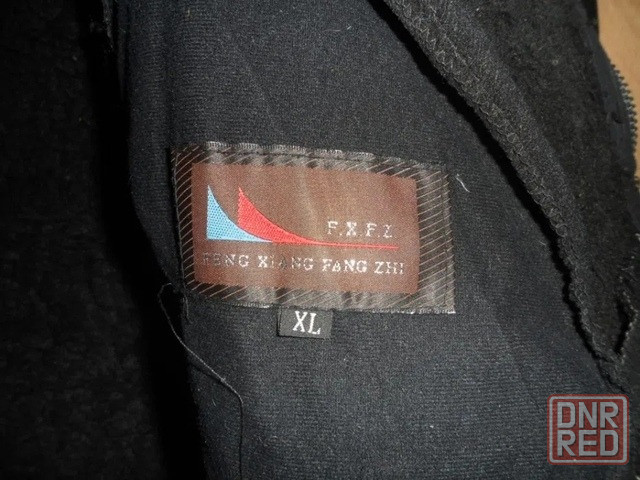 F.X.F.Z
FENG XIANG FANG ZHI
XL
DNR
RED